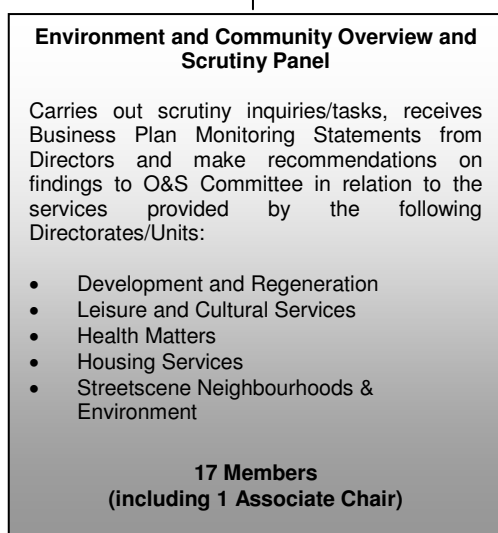 Environment and Community Overview and
Scrutiny Panel
Carries out scrutiny inquiries/tasks, receives
Business Plan Monitoring Statements from
Directors and make recommendations on
findings to O&S Committee in relation to the
services provided by the following
Directorates/Units:
• Development and Regeneration
• Leisure and Cultural Services
• Health Matters
• Housing Services
• Streetscene Neighbourhoods &
Environment
17 Members
(including 1 Associate Chair)